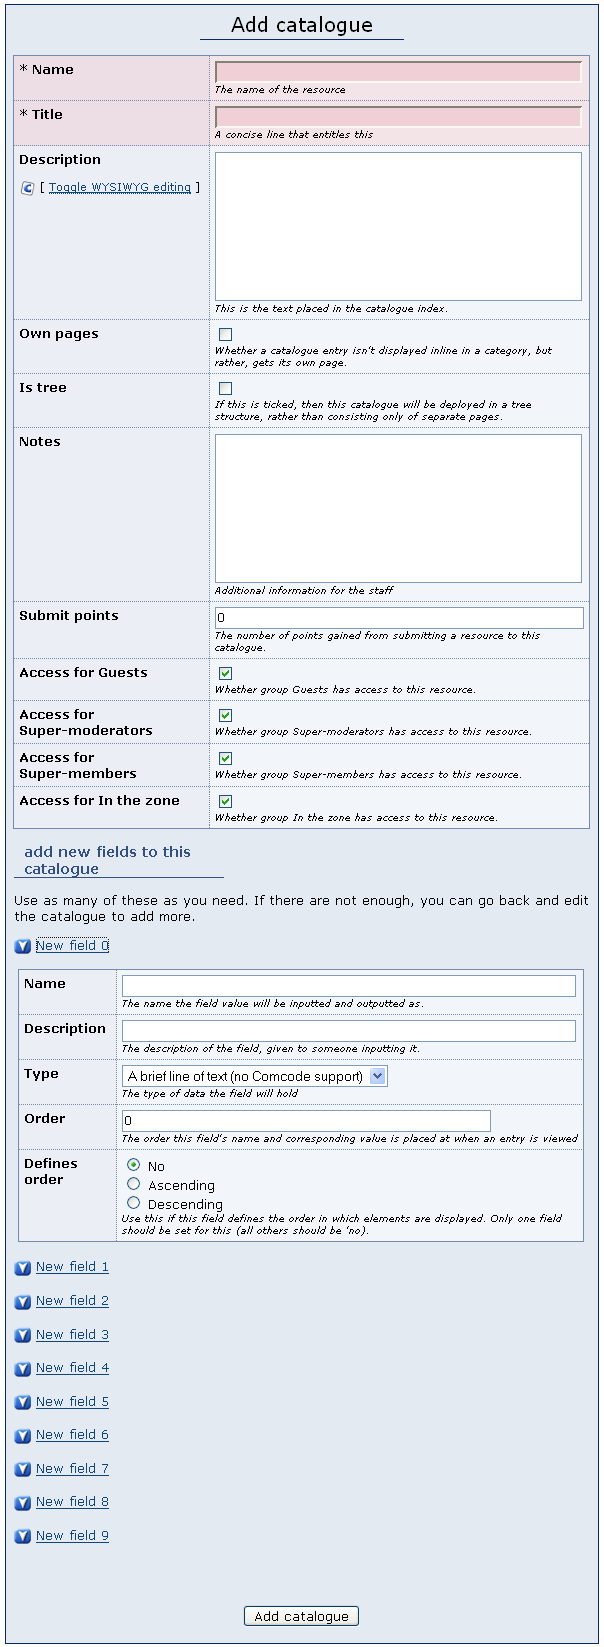 Add catalogue
* Name
The name of the resource
* Title
A concise line that entitles this
Description
[ Toggle WYSIWYG editing ]
This is the text placed in the catalogue index.
Own pages
Whether a catalogue entry isn't displayed inline in a category, but
rather, gets its own page.
Is tree
If this is ticked, then this catalogue will be deployed in a tree
structure, rather than consisting only of separate pages.
Notes
Additional information for the staff
Submit points
0
The number of points gained from submitting a resource to this
catalogue.
Access for Guests
Whether group Guests has access to this resource.
Access for
Super-moderators
Whether group Super-moderators has access to this resource.
Access for
Super-members
Whether group Super-members has access to this resource.
Access for In the zone
Whether group In the zone has access to this resource.
add new fields to this
catalogue
Use as many of these as you need. If there are not enough, you can go back and edit
the catalogue to add more.
New field 0
Name
The name the field value will be inputted and outputted as.
Description
The description of the field, given to someone inputting it.
Type
A brief line of text (no Comcode support)
The type of data the field will hold
Order
0
The order this field's name and corresponding value is placed at when an entry is viewed
Defines
order
No
Ascending
Descending
Use this if this field defines the order in which elements are displayed. Only one field
should be set for this (all others should be 'no).
New field 1
New field 2
New field 3
New field 4
New field 5
New field 6
New field 7
New field 8
New field 9
Add catalogue